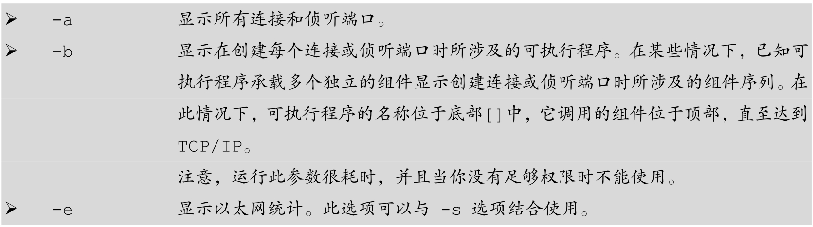 ➤ -a 显示所有连接和侦听端口。
➤ -b 显示在创建每个连接或侦听端口时所涉及的可执行程序。在某些情况下，已知可
执行程序承载多个独立的组件显示创建连接或侦听端口时所涉及的组件序列。在
此情况下，可执行程序的名称位于底部[]中，它调用的组件位于顶部，直至达到
TCP/IP。
注意，运行此参数很耗时，并且当你没有足够权限时不能使用。
➤ -e 显示以太网统计。此选项可以与 -s 选项结合使用。